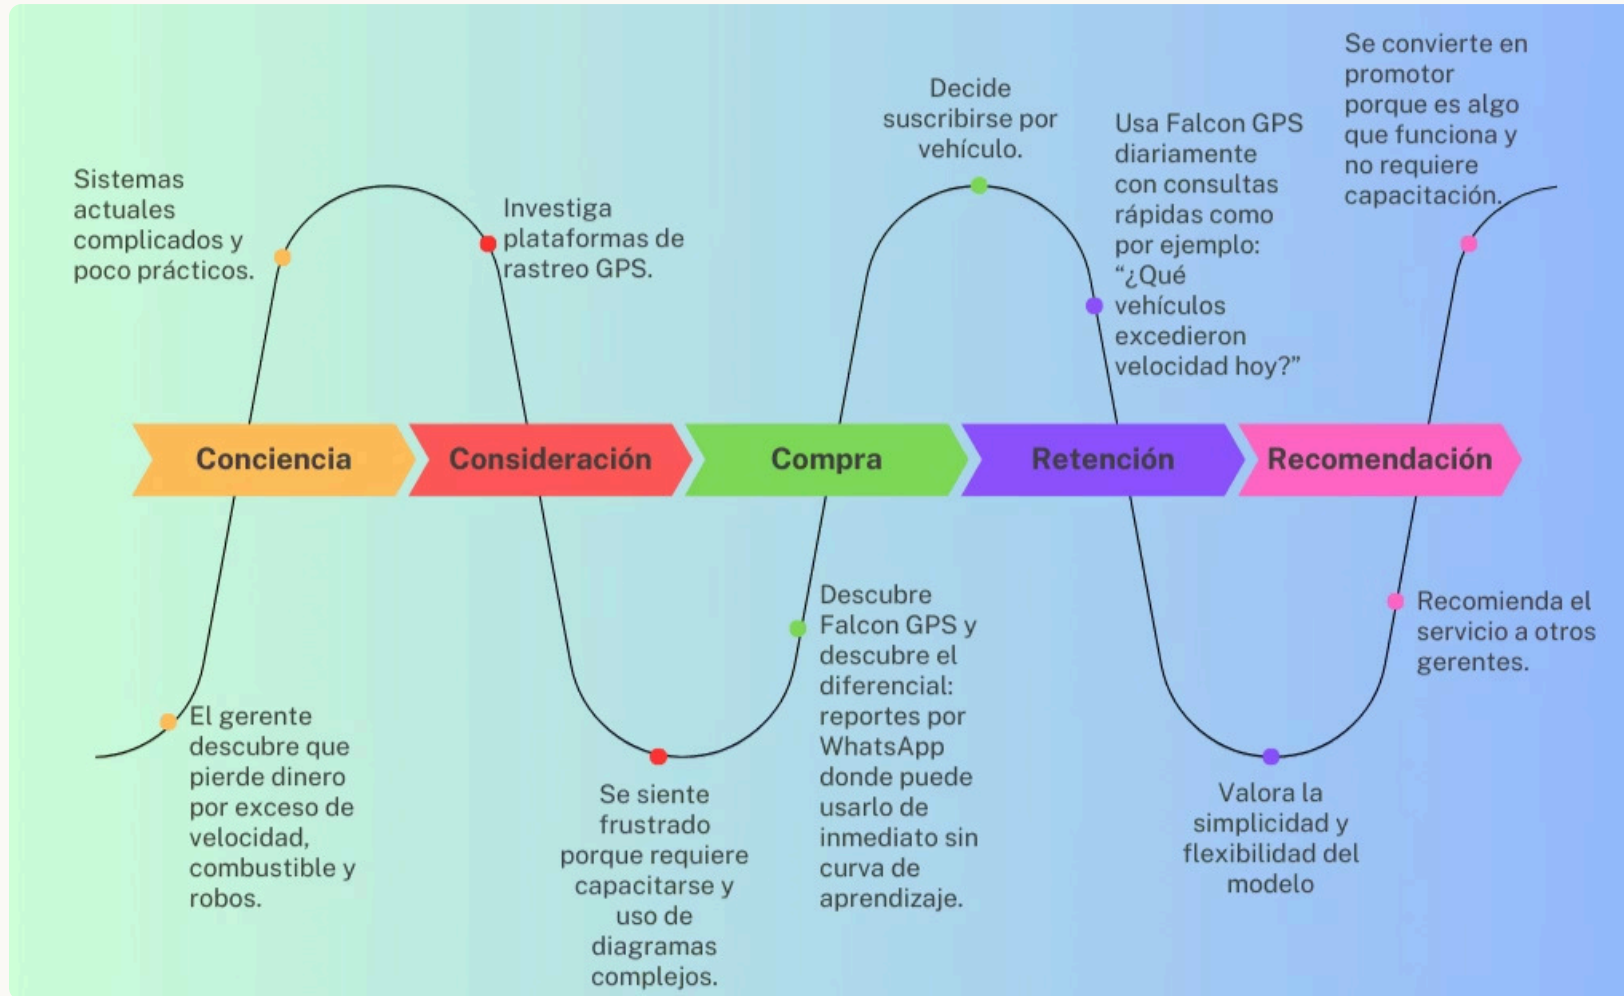 Sistemas
actuales
complicados y
poco prácticos.
Investiga
plataformas de
rastreo GPS.
Decide
suscribirse por
vehículo.
Usa Falcon GPS
diariamente
con consultas
rápidas como
por ejemplo:
“¿Qué
vehículos
excedieron
velocidad hoy?”
Se convierte en
promotor
porque es algo
que funciona y
no requiere
capacitación.
Conciencia
Consideración
Compra
Retención
Recomendación
El gerente
descubre que
pierde dinero
por exceso de
velocidad,
combustible y
robos.
Se siente
frustrado
porque requiere
capacitarse y
uso de
diagramas
complejos.
Descubre
Falcon GPS y
descubre el
diferencial:
reportes por
WhatsApp
donde puede
usarlo de
inmediato sin
curva de
aprendizaje.
Valora la
simplicidad y
flexibilidad del
modelo
Recomienda el
servicio a otros
gerentes.